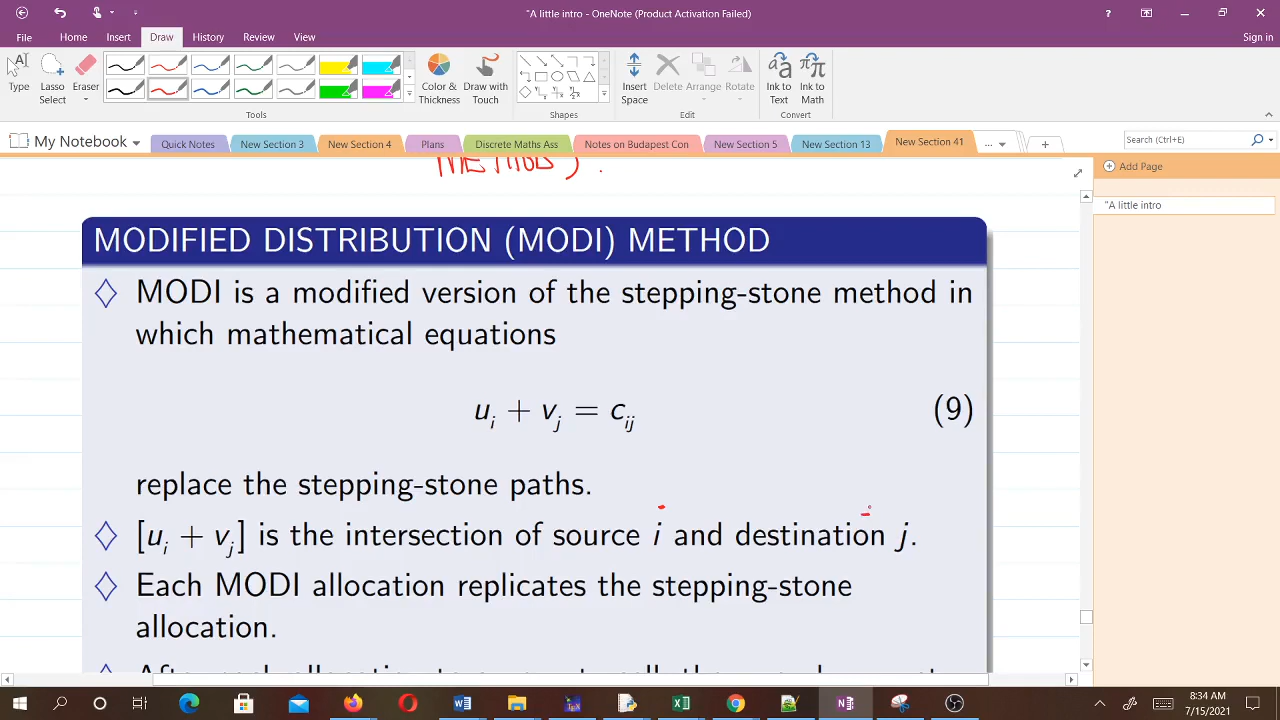 "A little intro - OneNote (Product Activation Failed)
Sign in
File Home Insert Draw History Review View
Type
Lasso Select
Eraser
Color & Thickness
Draw with Touch
Insert Space
Delete Arrange Rotate
Ink to Text
Ink to Math
Tools Shapes Edit Convert
My Notebook Quick Notes New Section 3 New Section 4 Plans Discrete Maths Ass Notes on Budapest Con New Section 5 New Section 13 New Section 41 ...
Search (Ctrl+E)
Add Page
"A little intro
METHOD).
MODIFIED DISTRIBUTION (MODI) METHOD
MODI is a modified version of the stepping-stone method in
which mathematical equations
u_i + v_j = c_ij (9)
replace the stepping-stone paths.
[u_i + v_j] is the intersection of source i and destination j.
Each MODI allocation replicates the stepping-stone
allocation.
8:34 AM
7/15/2021